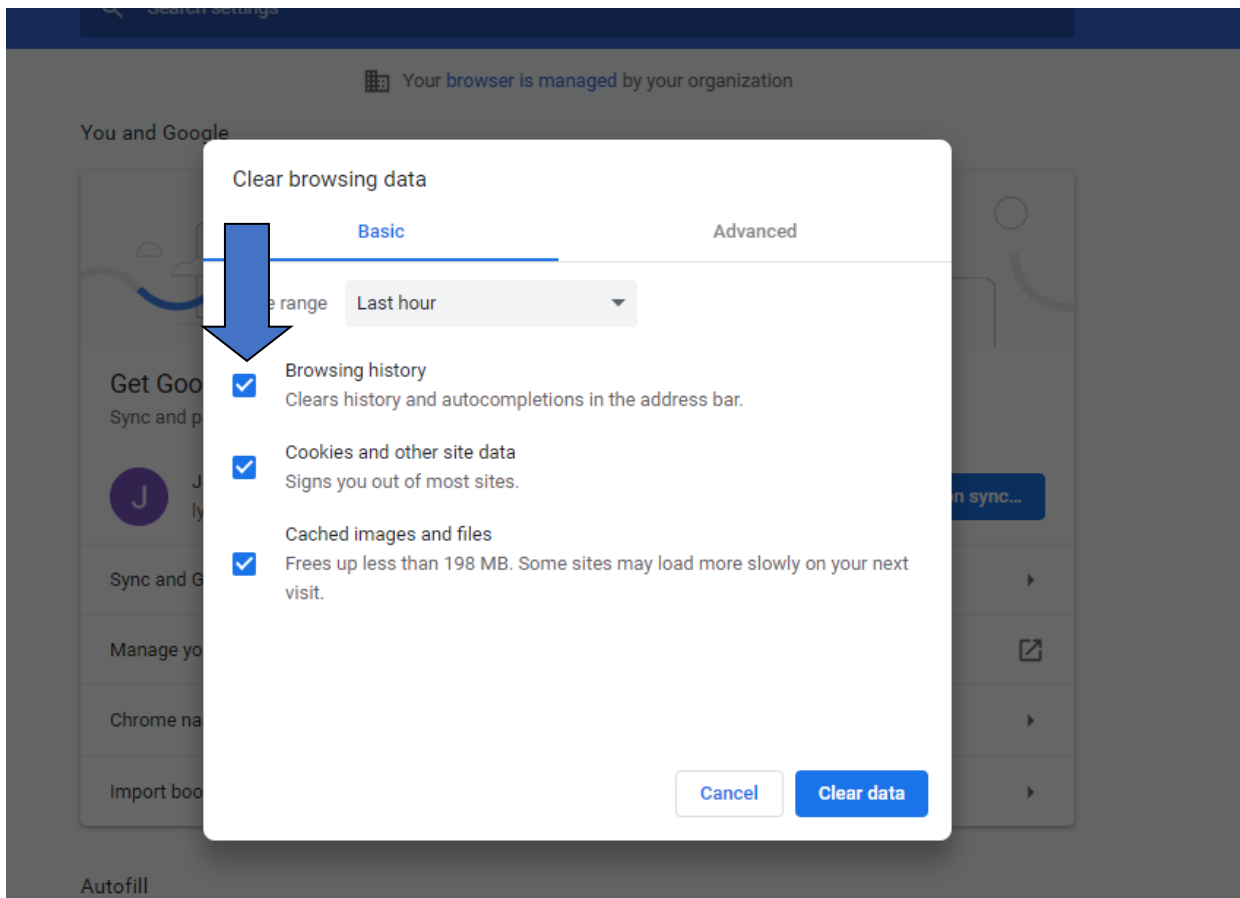 Search settings
Your browser is managed by your organization
You and Google
Clear browsing data
Basic
Advanced
range
Last hour
Browsing history
Clears history and autocompletions in the address bar.
Get Goo
Sync and p
Cookies and other site data
Signs you out of most sites.
J
J
ly
n sync...
Cached images and files
Frees up less than 198 MB. Some sites may load more slowly on your next
visit.
Sync and G
Manage yo
Chrome na
Cancel
Clear data
Import boo
Autofill